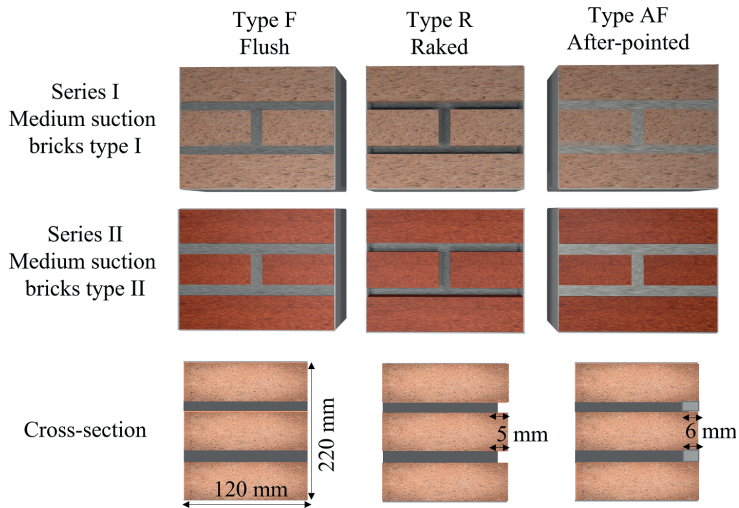 Type F
Flush
Type R
Raked
Type AF
After-pointed
Series I
Medium suction
bricks type I
Series II
Medium suction
bricks type II
Cross-section
120 mm
220 mm
5 mm
6 mm